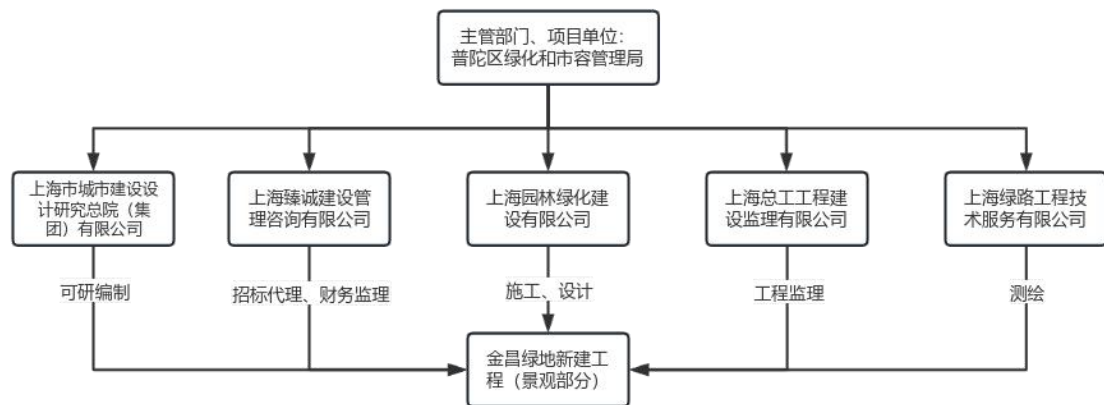 主管部门、项目单位：
普陀区绿化和市容管理局
上海市城市建设设
计研究总院（集
团）有限公司
上海臻诚建设管
理咨询有限公司
上海园林绿化建
设有限公司
上海总工工程建
设监理有限公司
上海绿路工程技
术服务有限公司
可研编制
招标代理、财务监理
施工、设计
工程监理
测绘
金昌绿地新建工
程（景观部分）